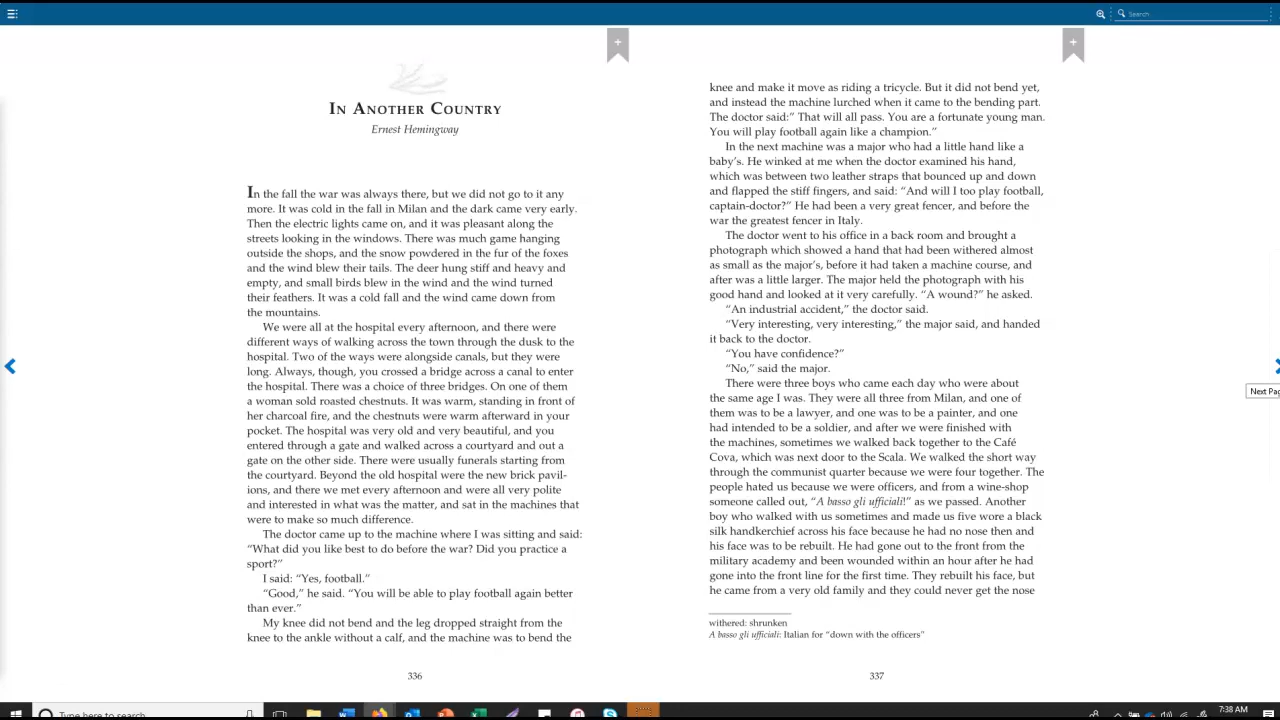 Search
In Another Country
Ernest Hemingway
In the fall the war was always there, but we did not go to it any
more. It was cold in the fall in Milan and the dark came very early.
Then the electric lights came on, and it was pleasant along the
streets looking in the windows. There was much game hanging
outside the shops, and the snow powdered in the fur of the foxes
and the wind blew their tails. The deer hung stiff and heavy and
empty, and small birds blew in the wind and the wind turned
their feathers. It was a cold fall and the wind came down from
the mountains.
We were all at the hospital every afternoon, and there were
different ways of walking across the town through the dusk to the
hospital. Two of the ways were alongside canals, but they were
long. Always, though, you crossed a bridge across a canal to enter
the hospital. There was a choice of three bridges. On one of them
a woman sold roasted chestnuts. It was warm, standing in front of
her charcoal fire, and the chestnuts were warm afterward in your
pocket. The hospital was very old and very beautiful, and you
entered through a gate and walked across a courtyard and out a
gate on the other side. There were usually funerals starting from
the courtyard. Beyond the old hospital were the new brick pavil-
ions, and there we met every afternoon and were all very polite
and interested in what was the matter, and sat in the machines that
were to make so much difference.
The doctor came up to the machine where I was sitting and said:
“What did you like best to do before the war? Did you practice a
sport?”
I said: “Yes, football.”
“Good,” he said. “You will be able to play football again better
than ever.”
My knee did not bend and the leg dropped straight from the
knee to the ankle without a calf, and the machine was to bend the
336
knee and make it move as riding a tricycle. But it did not bend yet,
and instead the machine lurched when it came to the bending part.
The doctor said:” That will all pass. You are a fortunate young man.
You will play football again like a champion.”
In the next machine was a major who had a little hand like a
baby’s. He winked at me when the doctor examined his hand,
which was between two leather straps that bounced up and down
and flapped the stiff fingers, and said: “And will I too play football,
captain-doctor?” He had been a very great fencer, and before the
war the greatest fencer in Italy.
The doctor went to his office in a back room and brought a
photograph which showed a hand that had been withered almost
as small as the major’s, before it had taken a machine course, and
after was a little larger. The major held the photograph with his
good hand and looked at it very carefully. “A wound?” he asked.
“An industrial accident,” the doctor said.
“Very interesting, very interesting,” the major said, and handed
it back to the doctor.
“You have confidence?”
“No,” said the major.
There were three boys who came each day who were about
the same age I was. They were all three from Milan, and one of
them was to be a lawyer, and one was to be a painter, and one
had intended to be a soldier, and after we were finished with
the machines, sometimes we walked back together to the Café
Cova, which was next door to the Scala. We walked the short way
through the communist quarter because we were four together. The
people hated us because we were officers, and from a wine-shop
someone called out, “A basso gli ufficiali!” as we passed. Another
boy who walked with us sometimes and made us five wore a black
silk handkerchief across his face because he had no nose then and
his face was to be rebuilt. He had gone out to the front from the
military academy and been wounded within an hour after he had
gone into the front line for the first time. They rebuilt his face, but
he came from a very old family and they could never get the nose
withered: shrunken
A basso gli ufficiali: Italian for “down with the officers”
337
Next Pag
Type here to search
7:38 AM